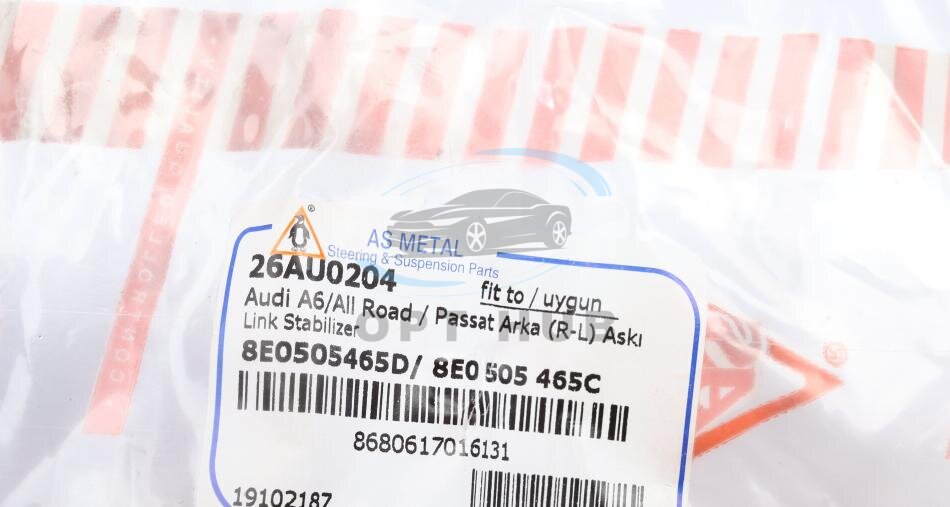 CONTROLLED
AS METAL
Steering & Suspension Parts
26AU0204
fit to / uygun
Audi A6/All Road / Passat Arka (R-L) Askı
Link Stabilizer
8E0505465D/ 8E0 505 465C
8680617016131
19102187